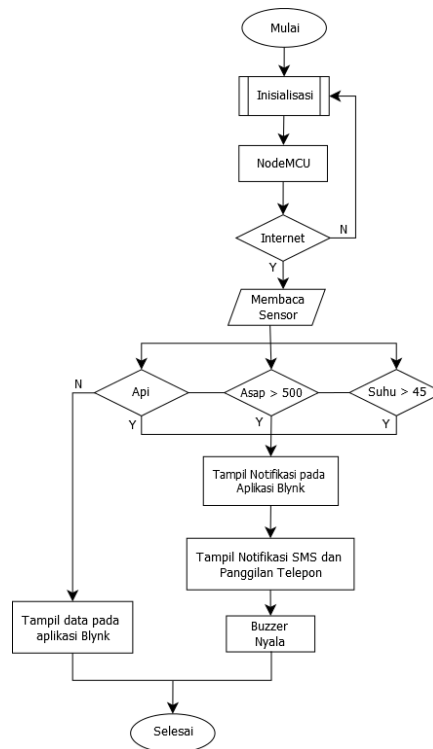 Mulai
Inisialisasi
NodeMCU
Internet
N
Y
Membaca
Sensor
N
Api
Asap > 500
Suhu > 45
Y
Y
Y
Tampil Notifikasi pada
Aplikasi Blynk
Tampil Notifikasi SMS dan
Panggilan Telepon
Tampil data pada
aplikasi Blynk
Buzzer
Nyala
Selesai